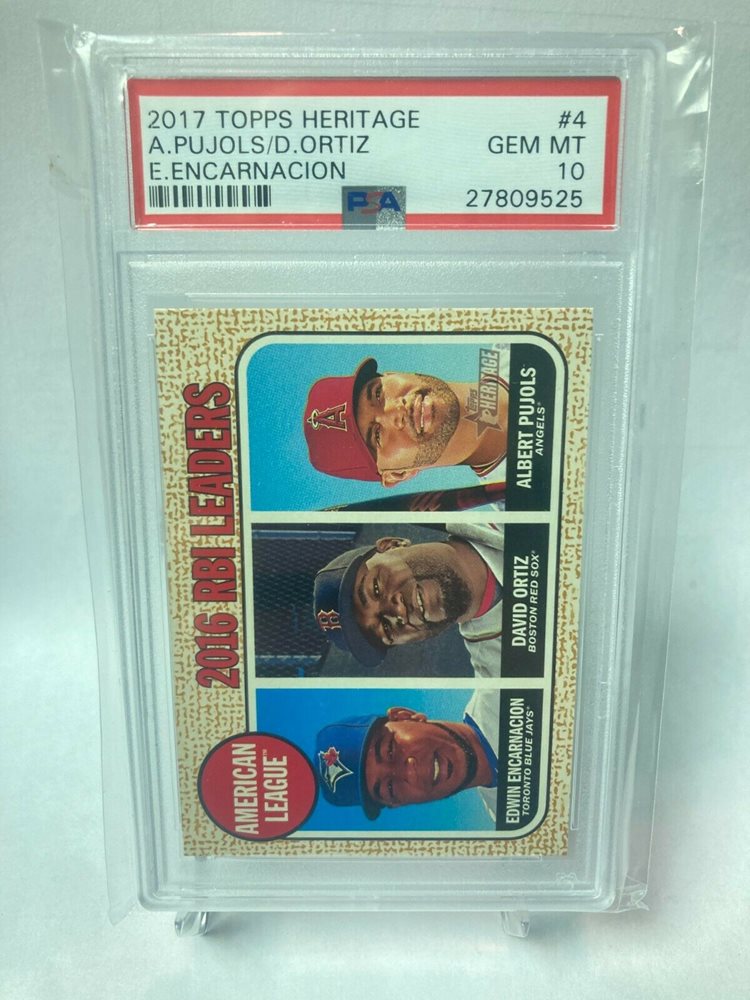 2017 TOPPS HERITAGE #4
A.PUJOLS/D.ORTIZ GEM MT
E.ENCARNACION 10
PSA 27809525
2016 RBI LEADERS
AMERICAN
LEAGUE™
EDWIN ENCARNACION
TORONTO BLUE JAYS®
DAVID ORTIZ
BOSTON RED SOX®
ALBERT PUJOLS
ANGELS®
TOPPS
HERITAGE
A
B